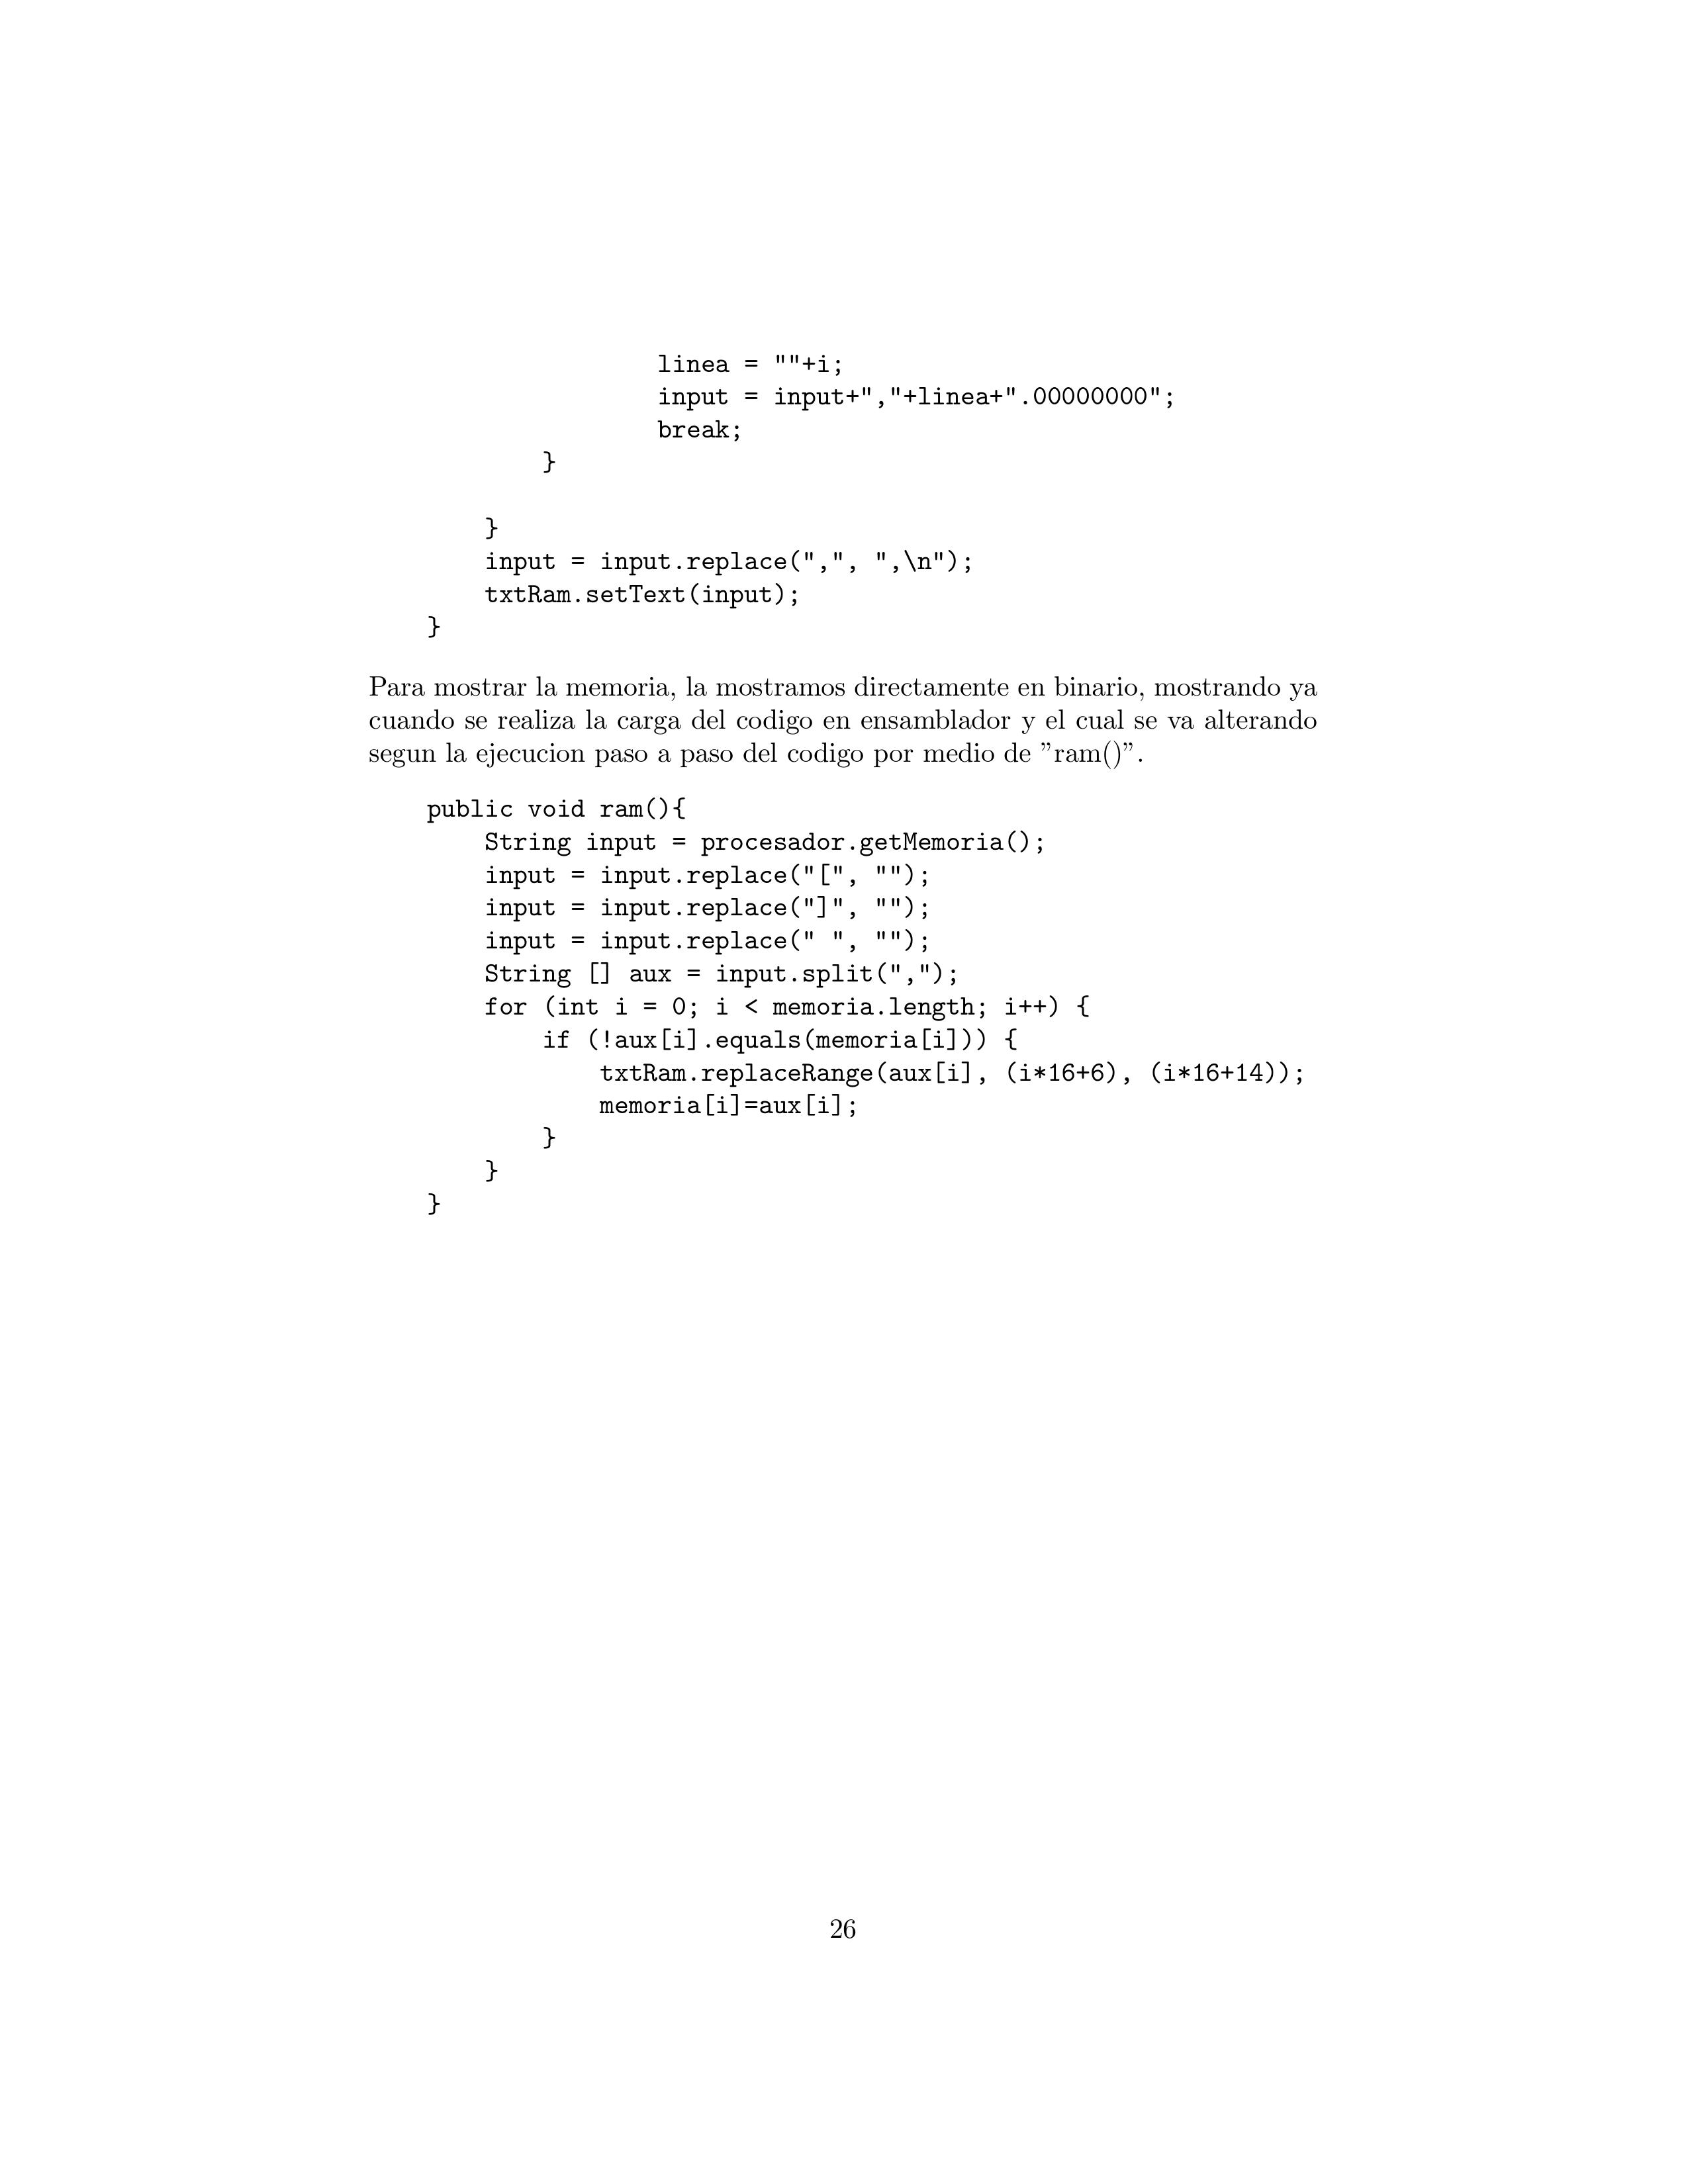 linea = ""+i;
                input = input+","+linea+".00000000";
                break;
        }

    }
    input = input.replace(",", ",\n");
    txtRam.setText(input);
}
Para mostrar la memoria, la mostramos directamente en binario, mostrando ya
cuando se realiza la carga del codigo en ensamblador y el cual se va alterando
segun la ejecucion paso a paso del codigo por medio de ”ram()”.
public void ram(){
    String input = procesador.getMemoria();
    input = input.replace("[", "");
    input = input.replace("]", "");
    input = input.replace(" ", "");
    String [] aux = input.split(",");
    for (int i = 0; i < memoria.length; i++) {
        if (!aux[i].equals(memoria[i])) {
            txtRam.replaceRange(aux[i], (i*16+6), (i*16+14));
            memoria[i]=aux[i];
        }
    }
}
26